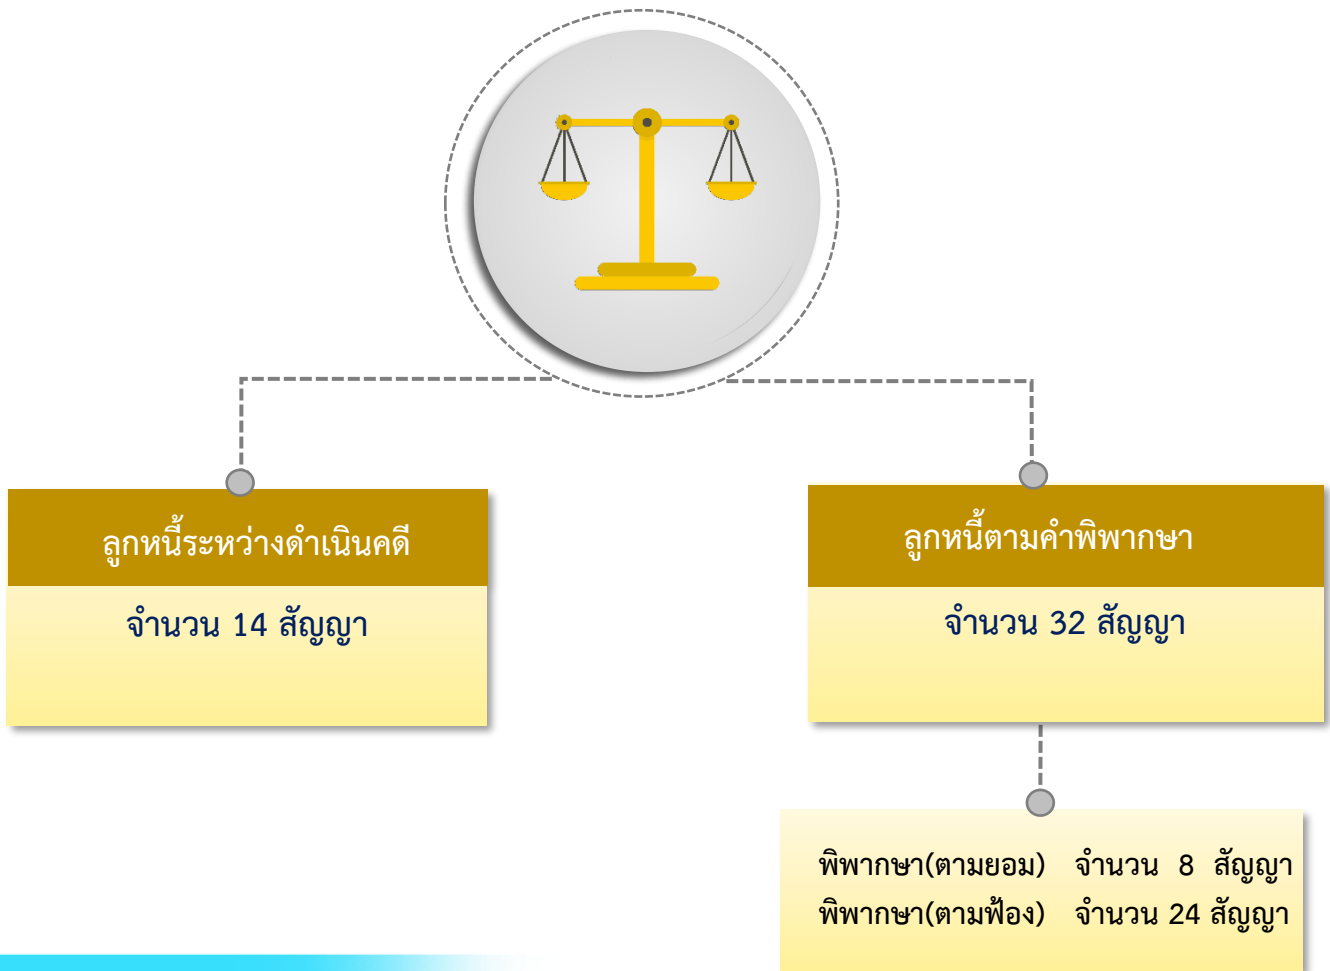 ลูกหนี้ระหว่างดำเนินคดี
จำนวน 14 สัญญา
ลูกหนี้ตามคำพิพากษา
จำนวน 32 สัญญา
พิพากษา(ตามยอม) จำนวน 8 สัญญา
พิพากษา(ตามฟ้อง) จำนวน 24 สัญญา